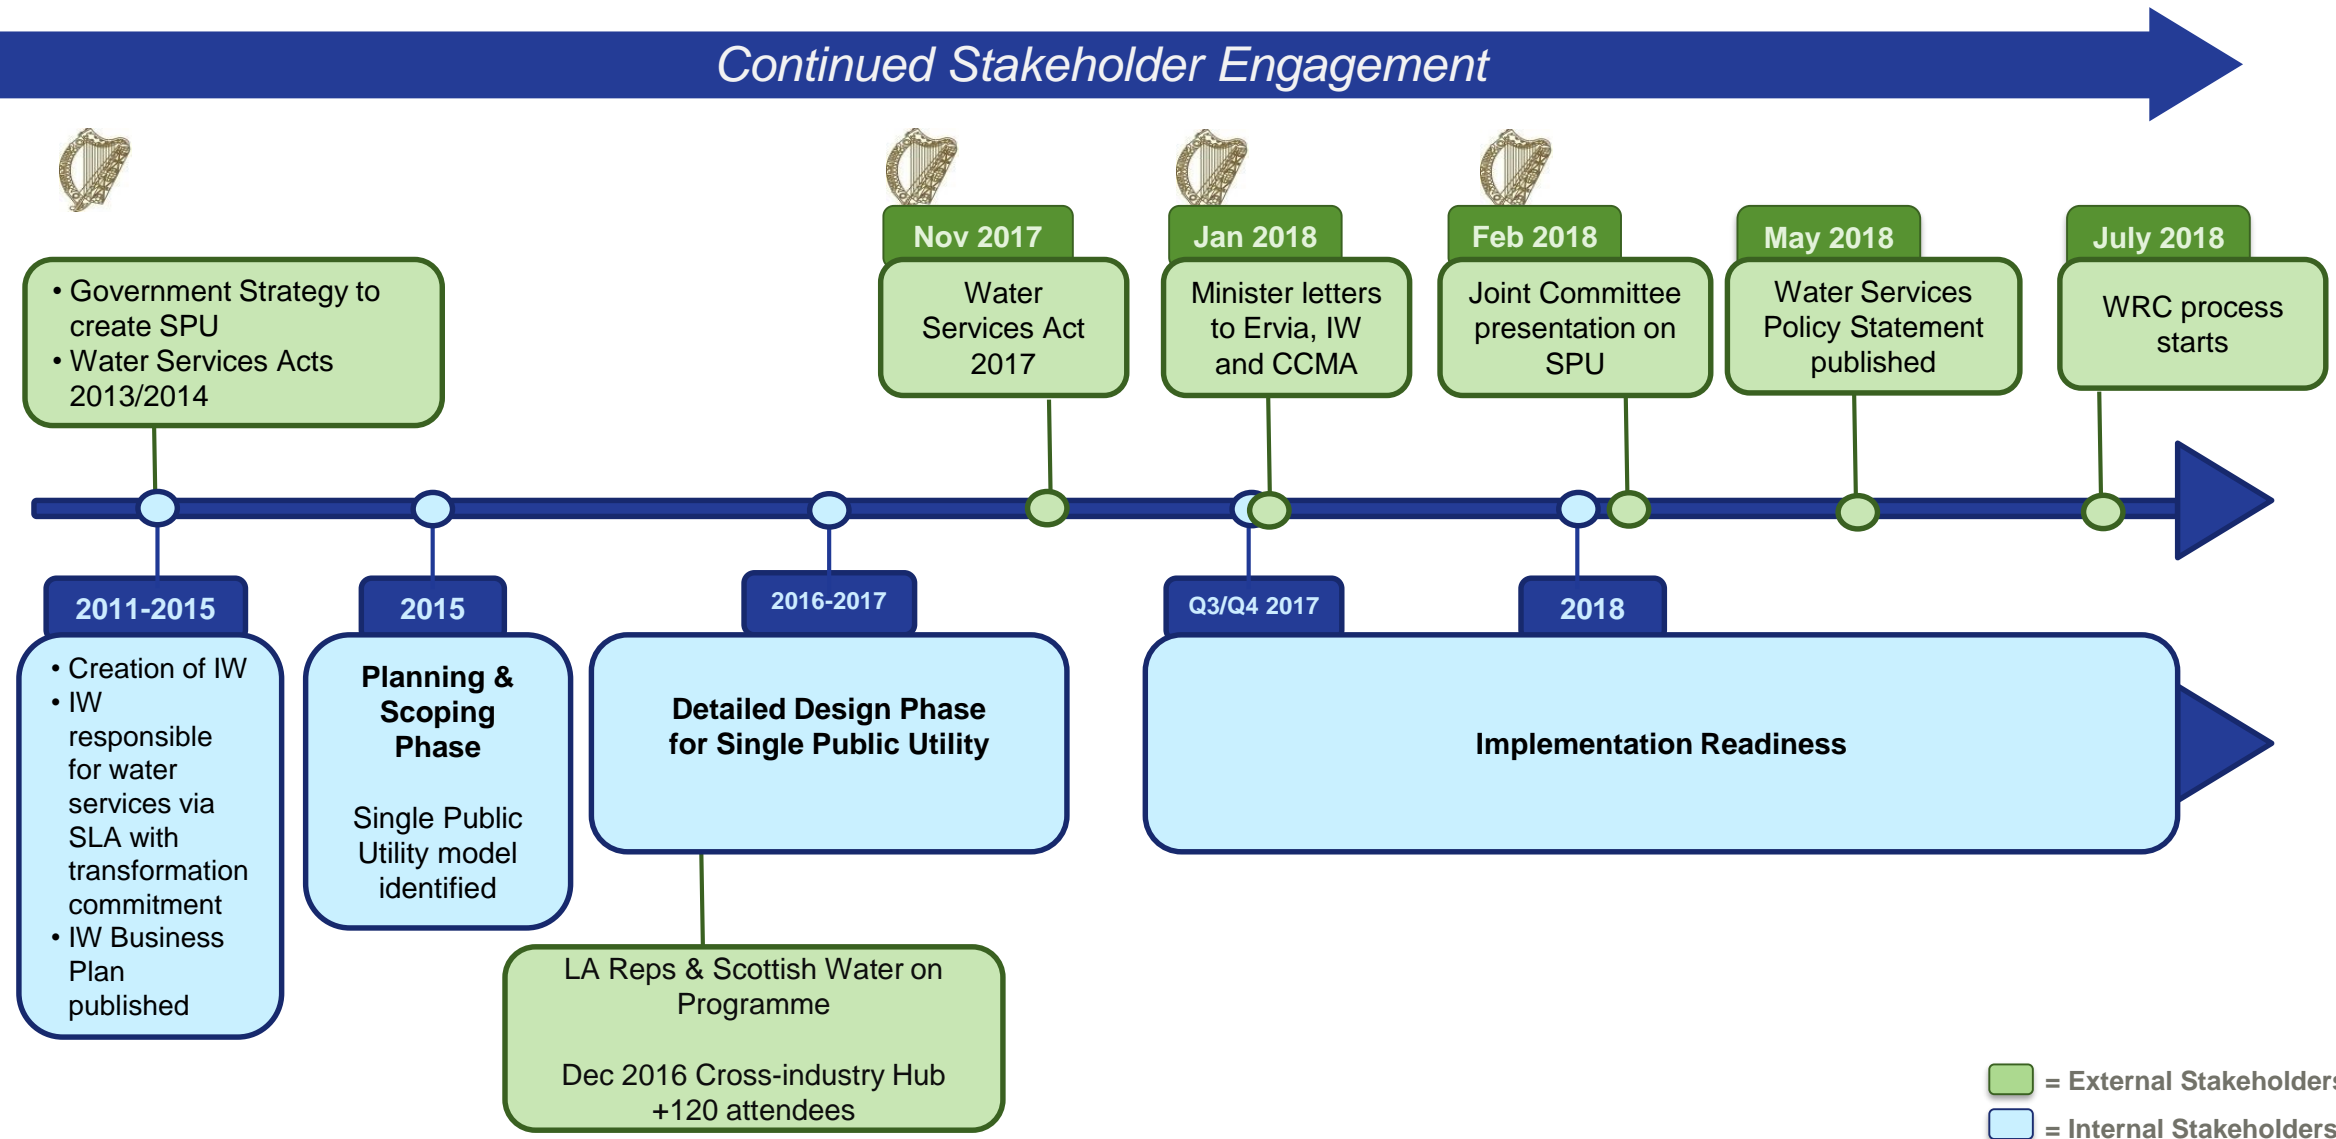 Continued Stakeholder Engagement
• Government Strategy to
create SPU
• Water Services Acts
2013/2014
Nov 2017
Water
Services Act
2017
Jan 2018
Minister letters
to Ervia, IW
and CCMA
Feb 2018
Joint Committee
presentation on
SPU
May 2018
Water Services
Policy Statement
published
July 2018
WRC process
starts
2011-2015
• Creation of IW
• IW
responsible
for water
services via
SLA with
transformation
commitment
• IW Business
Plan
published
2015
Planning &
Scoping
Phase
Single Public
Utility model
identified
2016-2017
Detailed Design Phase
for Single Public Utility
LA Reps & Scottish Water on
Programme
Dec 2016 Cross-industry Hub
+120 attendees
Q3/Q4 2017
2018
Implementation Readiness
= External Stakeholders
= Internal Stakeholders